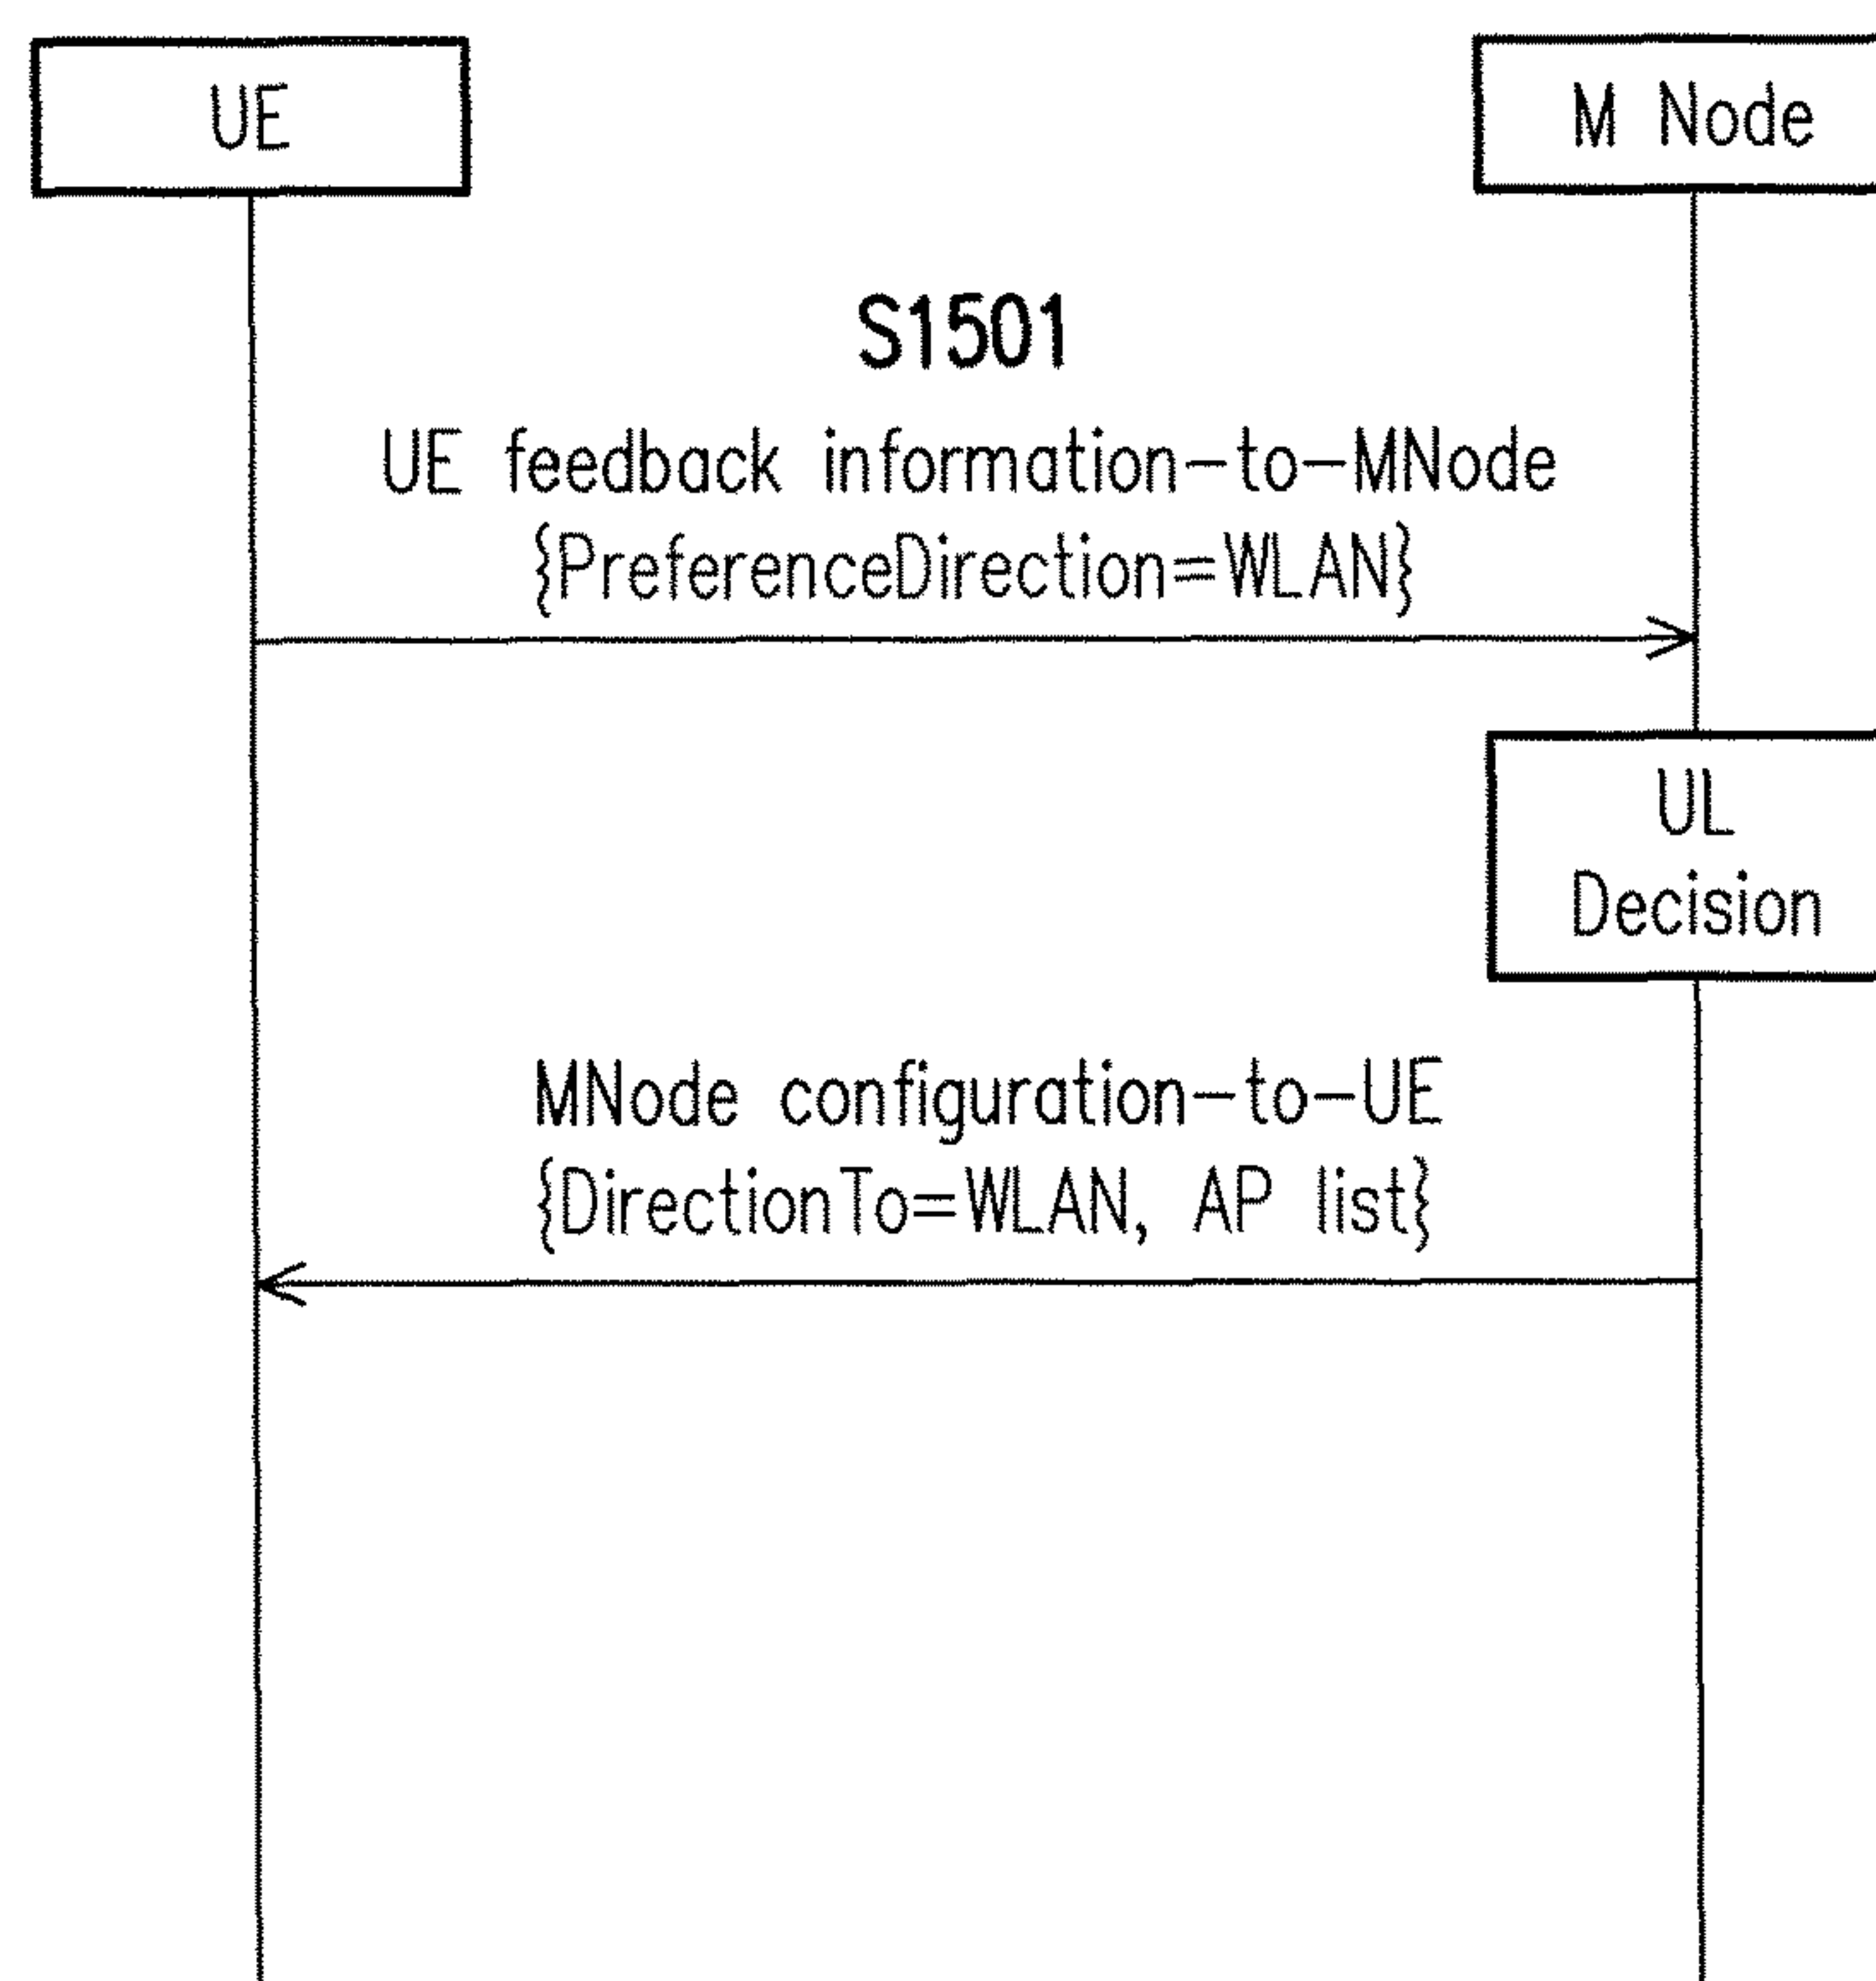 UE
M Node
S1501
UE feedback information-to-MNode
{PreferenceDirection=WLAN}
UL
Decision
MNode configuration-to-UE
{DirectionTo=WLAN, AP list}